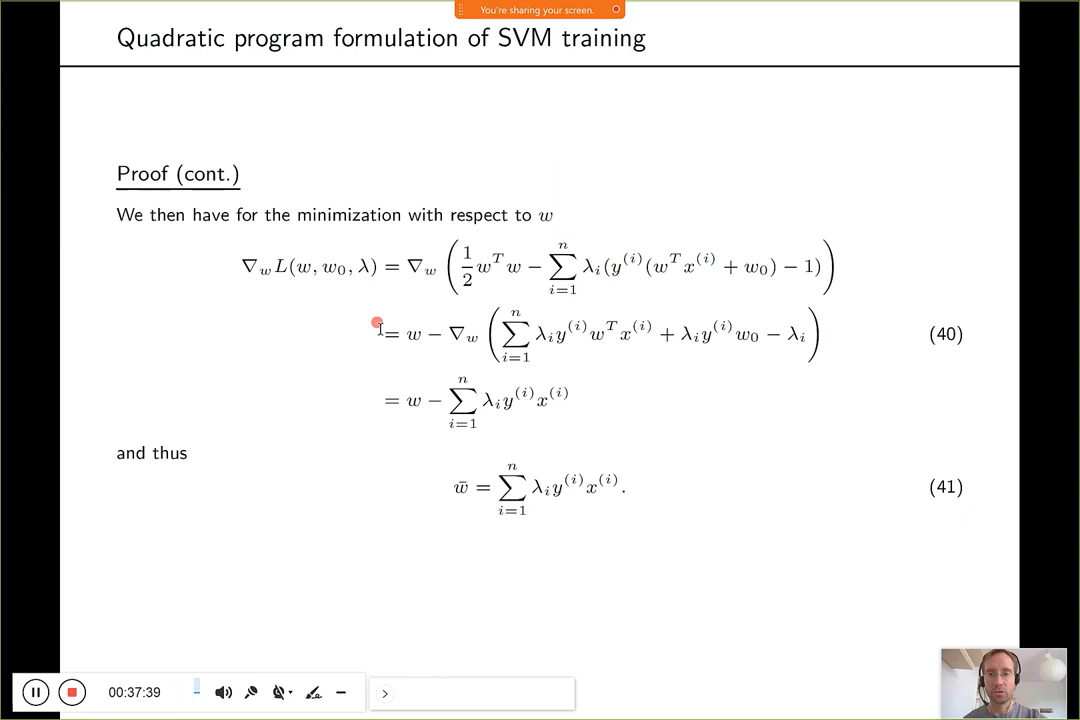 You're sharing your screen.
Quadratic program formulation of SVM training
Proof (cont.)
We then have for the minimization with respect to w
∇_w L(w, w_0, λ) = ∇_w ( 1/2 w^T w − ∑_{i=1}^{n} λ_i(y^{(i)}(w^T x^{(i)} + w_0) − 1) )
= w − ∇_w ( ∑_{i=1}^{n} λ_i y^{(i)} w^T x^{(i)} + λ_i y^{(i)} w_0 − λ_i ) (40)
= w − ∑_{i=1}^{n} λ_i y^{(i)} x^{(i)}
and thus
w̄ = ∑_{i=1}^{n} λ_i y^{(i)} x^{(i)}. (41)
00:37:39